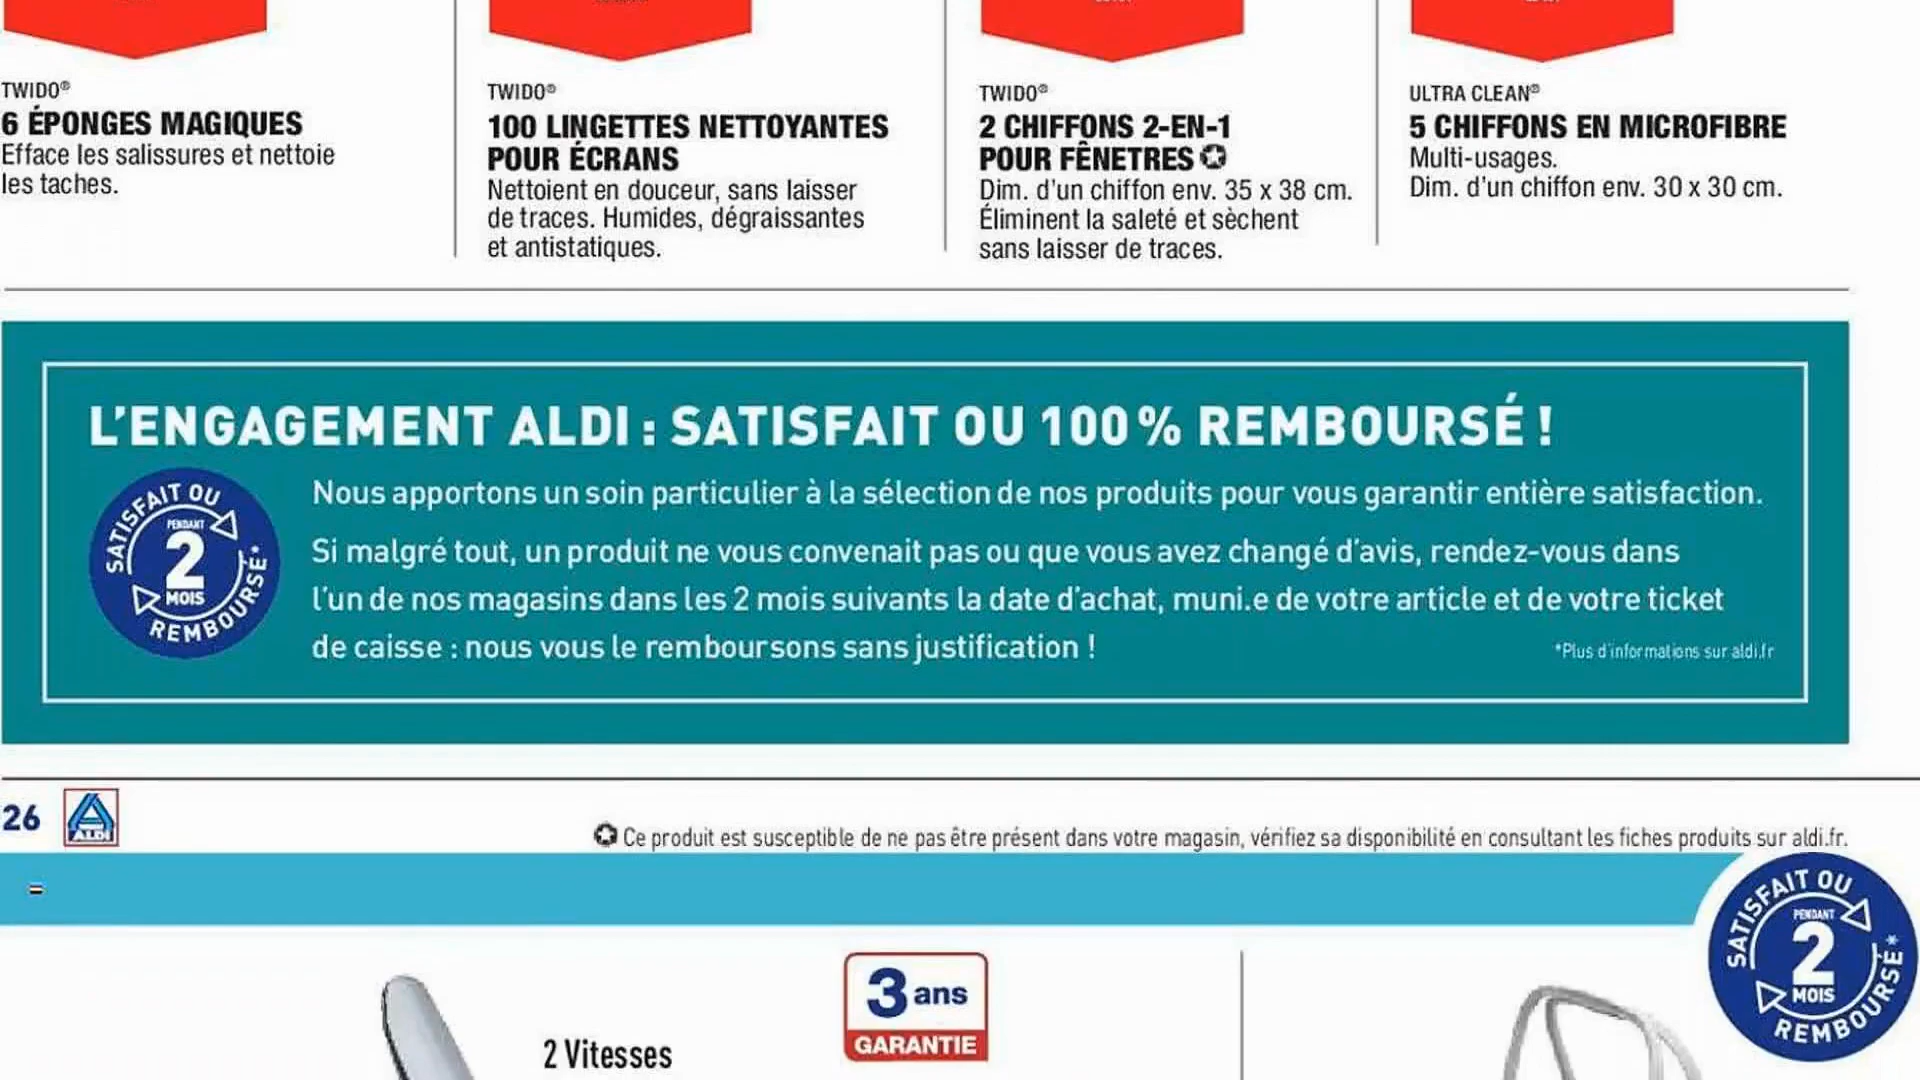 TWIDO®
6 ÉPONGES MAGIQUES
Efface les salissures et nettoie
les taches.
TWIDO®
100 LINGETTES NETTOYANTES
POUR ÉCRANS
Nettoient en douceur, sans laisser
de traces. Humides, dégraissantes
et antistatiques.
TWIDO®
2 CHIFFONS 2-EN-1
POUR FÊNETRES
Dim. d'un chiffon env. 35 x 38 cm.
Éliminent la saleté et sèchent
sans laisser de traces.
ULTRA CLEAN®
5 CHIFFONS EN MICROFIBRE
Multi-usages.
Dim. d'un chiffon env. 30 x 30 cm.
L'ENGAGEMENT ALDI : SATISFAIT OU 100 % REMBOURSÉ !
SATISFAIT OU
PENDANT
2
MOIS
REMBOURSÉ*
Nous apportons un soin particulier à la sélection de nos produits pour vous garantir entière satisfaction.
Si malgré tout, un produit ne vous convenait pas ou que vous avez changé d'avis, rendez-vous dans
l'un de nos magasins dans les 2 mois suivants la date d'achat, muni.e de votre article et de votre ticket
de caisse : nous vous le remboursons sans justification !
*Plus d'informations sur aldi.fr
26
ALDI
Ce produit est susceptible de ne pas être présent dans votre magasin, vérifiez sa disponibilité en consultant les fiches produits sur aldi.fr.
SATISFAIT OU
PENDANT
2
MOIS
REMBOURSÉ*
3 ans
GARANTIE
2 Vitesses